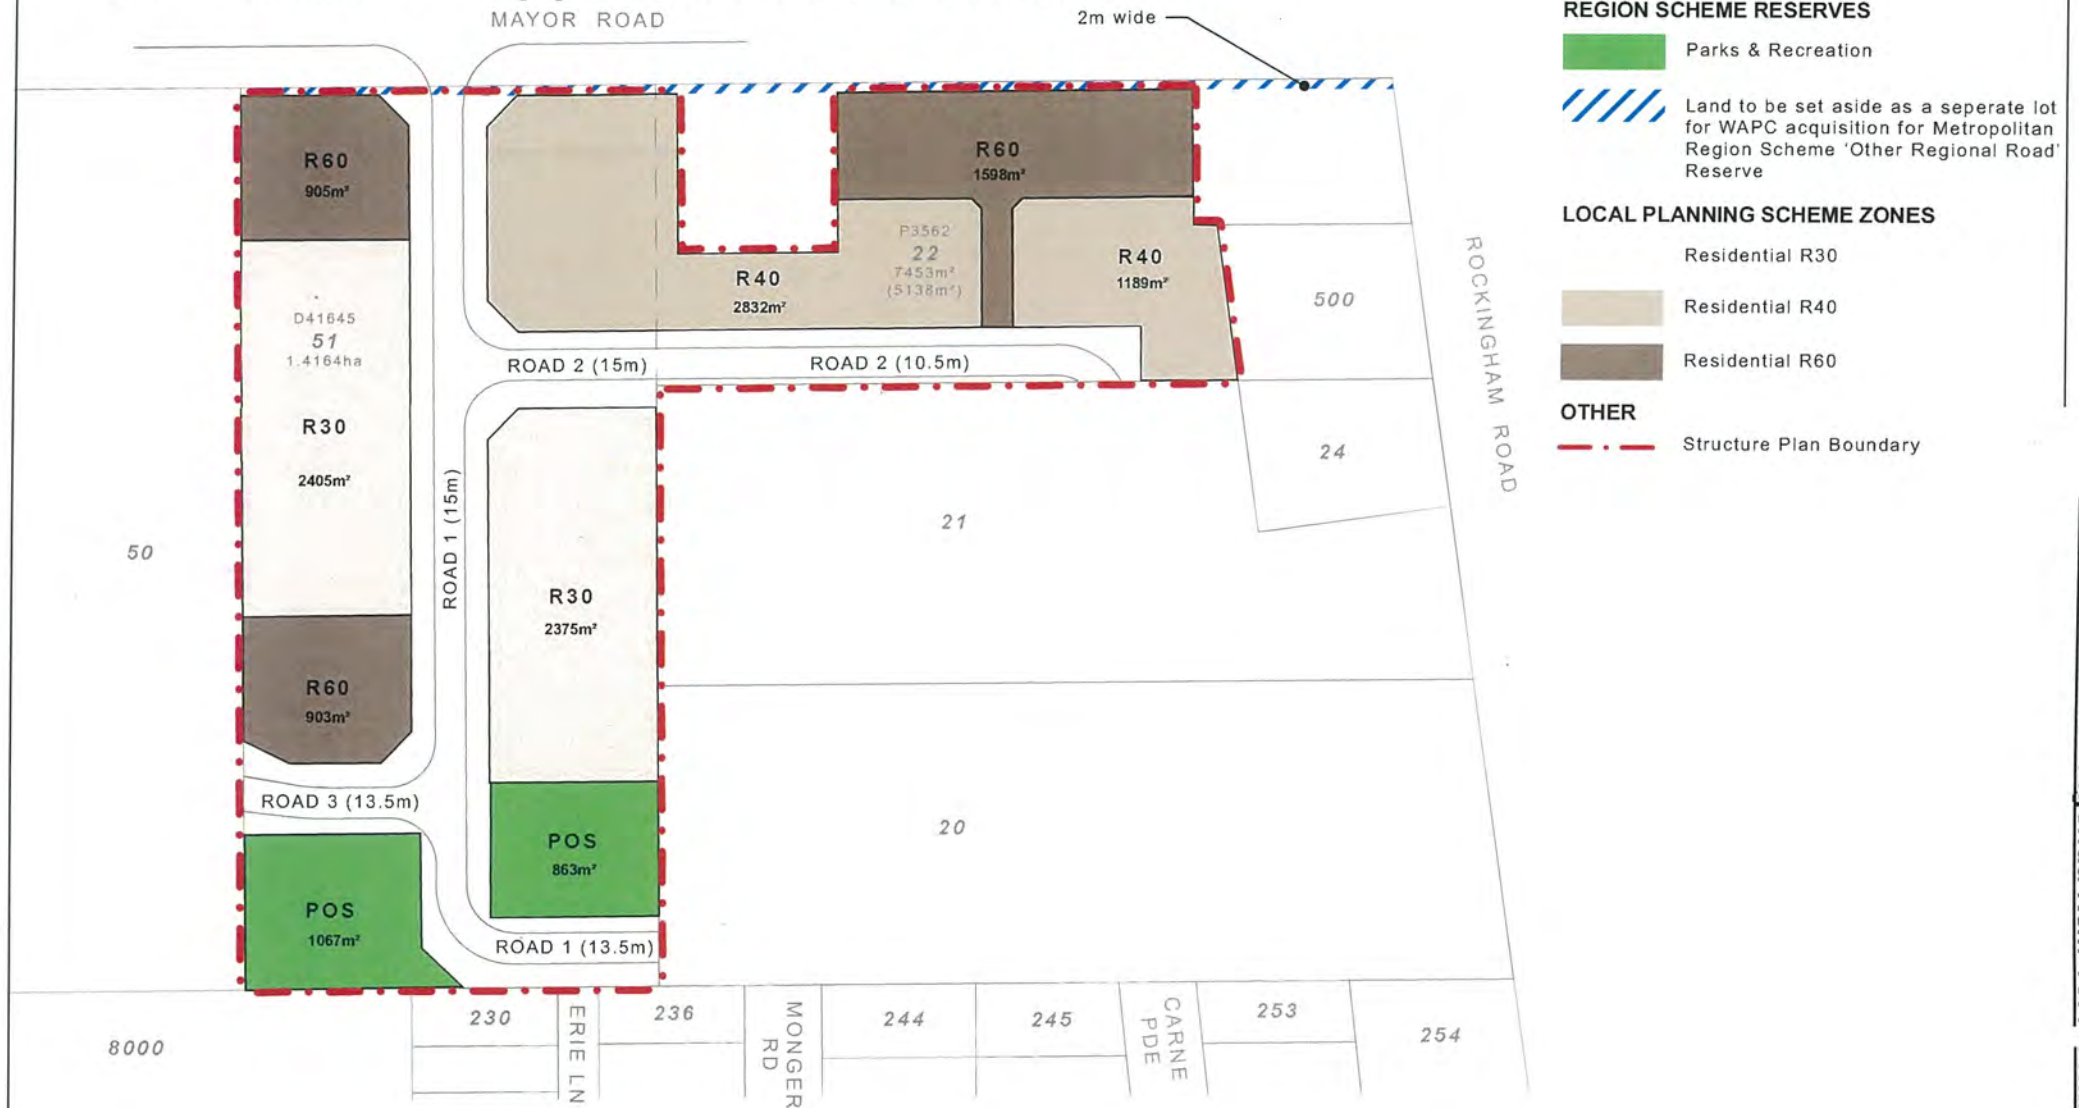 MAYOR ROAD
2m wide
R60
905m²
D41645
51
1.4164ha
R30
2405m²
R60
903m²
ROAD 3 (13.5m)
POS
1067m²
ROAD 1 (15m)
R40
2832m²
P3562
22
7453m²
(5138m²)
R60
1598m²
R40
1189m²
ROAD 2 (15m)
ROAD 2 (10.5m)
R30
2375m²
POS
863m²
ROAD 1 (13.5m)
50
500
24
21
20
ROCKINGHAM ROAD
8000
230
ERIE LN
236
MONGER
RD
244
245
CARNE
PDE
253
254
REGION SCHEME RESERVES
Parks & Recreation
Land to be set aside as a seperate lot
for WAPC acquisition for Metropolitan
Region Scheme 'Other Regional Road'
Reserve
LOCAL PLANNING SCHEME ZONES
Residential R30
Residential R40
Residential R60
OTHER
Structure Plan Boundary